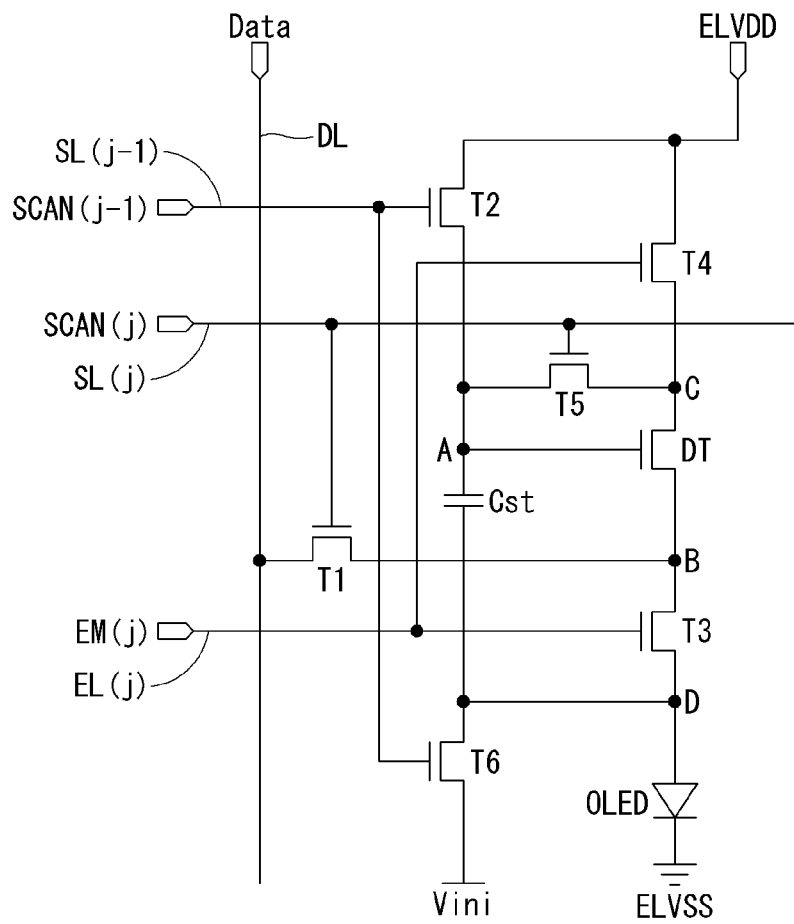 Data
ELVDD
DL
SL(j-1)
SCAN(j-1)
T2
T4
SCAN(j)
SL(j)
T5
C
A
DT
Cst
T1
B
EM(j)
T3
EL(j)
D
T6
OLED
Vini
ELVSS